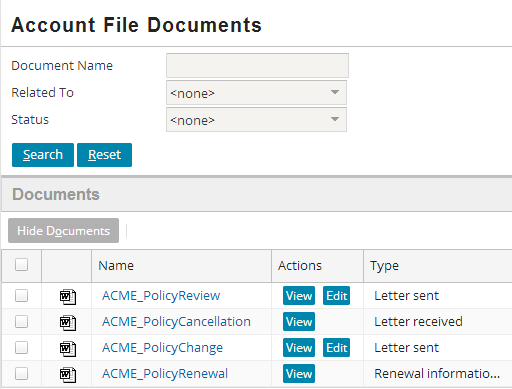 Account File Documents
Document Name
Related To <none>
Status <none>
Search Reset
Documents
Hide Documents
Name Actions Type
ACME_PolicyReview View Edit Letter sent
ACME_PolicyCancellation View Letter received
ACME_PolicyChange View Edit Letter sent
ACME_PolicyRenewal View Renewal informatio...